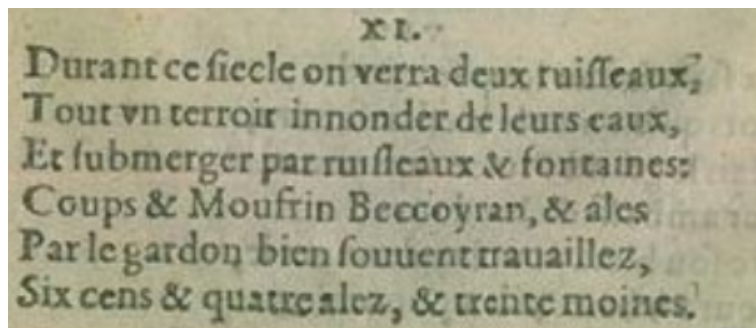 XI.
Durant ce ſiecle on verra deux ruiſſeaux,
Tout vn terroir innonder de leurs eaux,
Et ſubmerger par ruiſſeaux & fontaines:
Coups & Moufrin Beccoyran, & ales
Par le gardon bien ſouuent trauaillez,
Six cens & quatre alez, & trente moines.